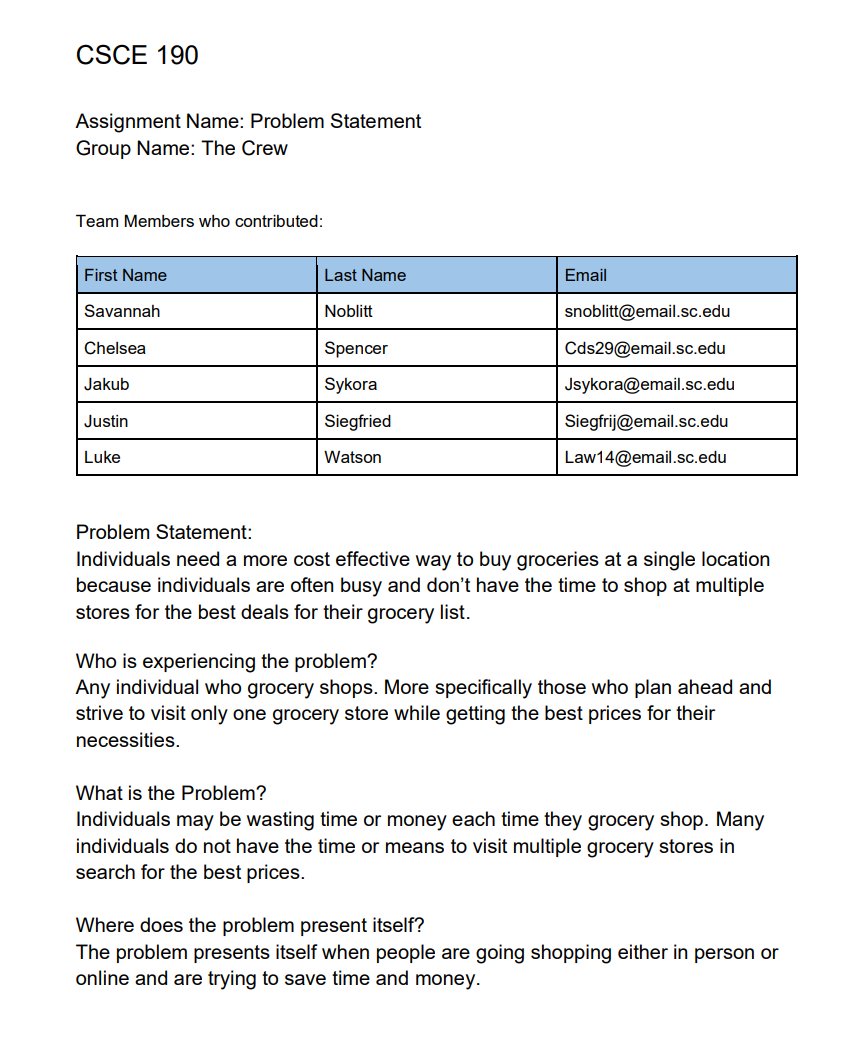 CSCE 190
Assignment Name: Problem Statement
Group Name: The Crew
Team Members who contributed:
First Name Last Name Email
Savannah Noblitt snoblitt@email.sc.edu
Chelsea Spencer Cds29@email.sc.edu
Jakub Sykora Jsykora@email.sc.edu
Justin Siegfried Siegfrij@email.sc.edu
Luke Watson Law14@email.sc.edu
Problem Statement:
Individuals need a more cost effective way to buy groceries at a single location
because individuals are often busy and don’t have the time to shop at multiple
stores for the best deals for their grocery list.
Who is experiencing the problem?
Any individual who grocery shops. More specifically those who plan ahead and
strive to visit only one grocery store while getting the best prices for their
necessities.
What is the Problem?
Individuals may be wasting time or money each time they grocery shop. Many
individuals do not have the time or means to visit multiple grocery stores in
search for the best prices.
Where does the problem present itself?
The problem presents itself when people are going shopping either in person or
online and are trying to save time and money.